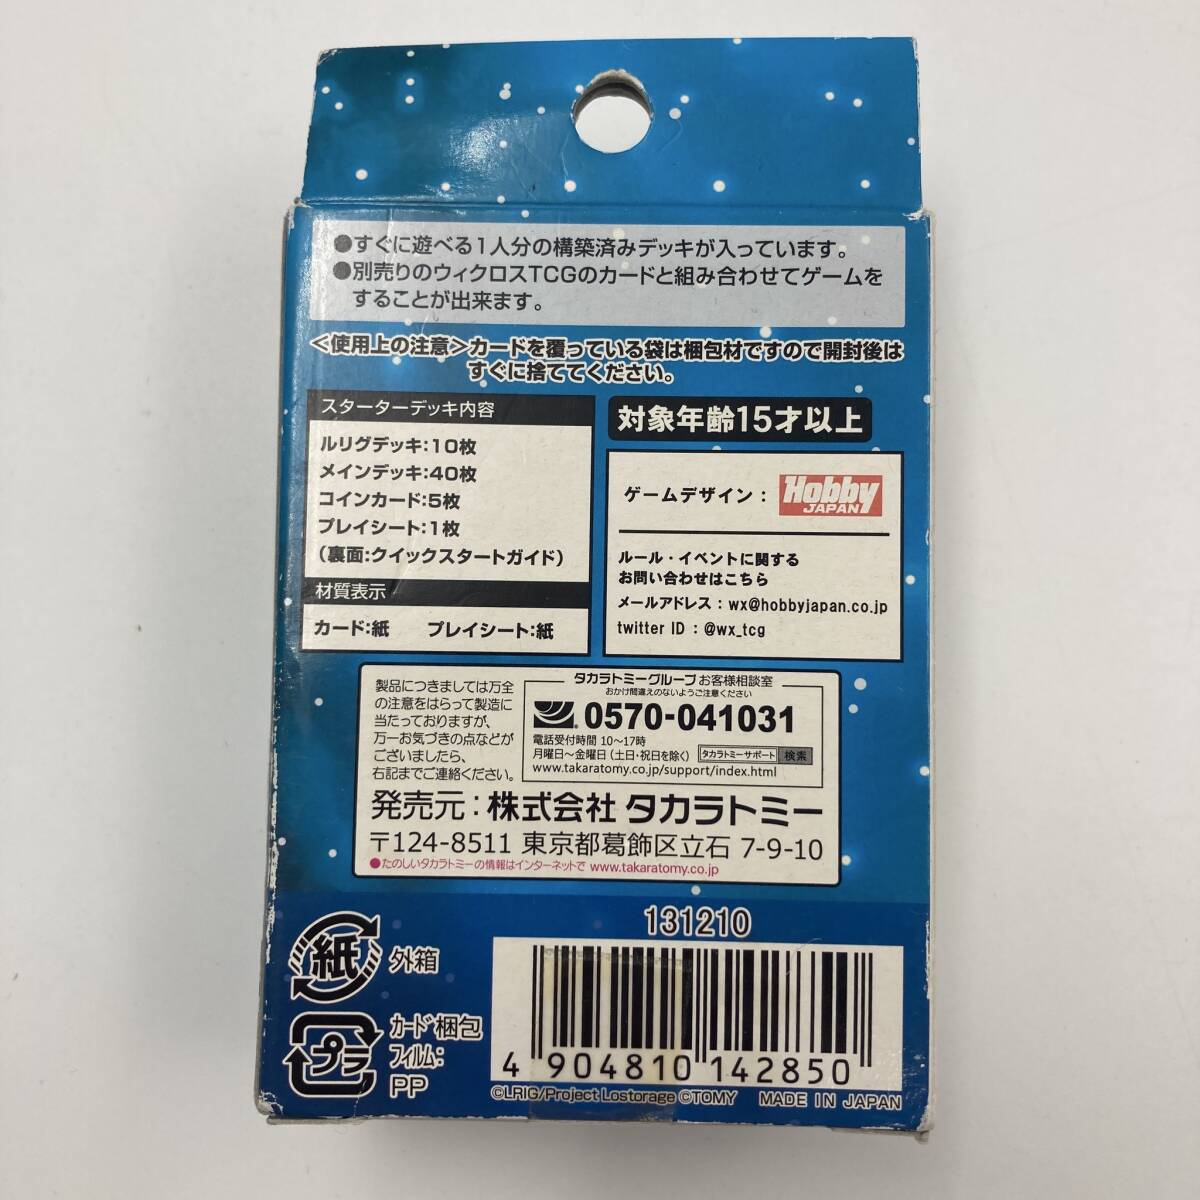 ●すぐに遊べる1人分の構築済みデッキが入っています。
●別売りのウィクロスTCGのカードと組み合わせてゲームを
することが出来ます。
＜使用上の注意＞カードを覆っている袋は梱包材ですので開封後は
すぐに捨ててください。
スターターデッキ内容
ルリグデッキ：10枚
メインデッキ：40枚
コインカード：5枚
プレイシート：1枚
（裏面：クイックスタートガイド）
材質表示
カード：紙　プレイシート：紙
対象年齢15才以上
ゲームデザイン：Hobby JAPAN
ルール・イベントに関する
お問い合わせはこちら
メールアドレス：wx@hobbyjapan.co.jp
twitter ID：@wx_tcg
製品につきましては万全
の注意をはらって製造に
当たっておりますが、
万一お気づきの点などが
ございましたら、
右記までご連絡ください。
タカラトミーグループ お客様相談室
おかけ間違えのないようご注意ください
0570-041031
電話受付時間 10～17時
月曜日～金曜日（土日・祝日を除く）
タカラトミーサポート 検索
www.takaratomy.co.jp/support/index.html
発売元：株式会社 タカラトミー
〒124-8511 東京都葛飾区立石 7-9-10
●たのしいタカラトミーの情報はインターネットで www.takaratomy.co.jp
131210
紙 外箱
プラ カード梱包
フィルム：
PP
4 904810 142850
©LRIG/Project Lostorage ©TOMY MADE IN JAPAN